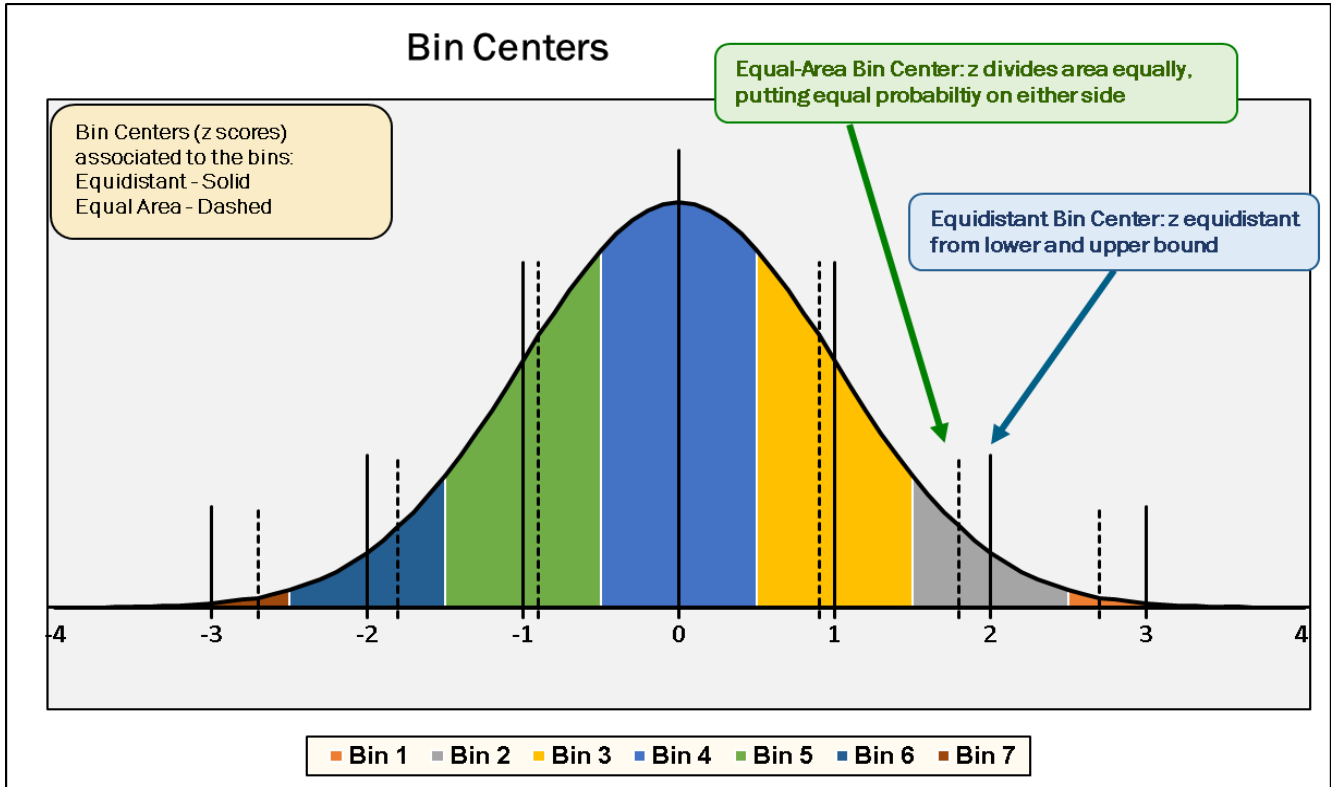 Bin Centers
Equal-Area Bin Center: z divides area equally,
putting equal probabiltiy on either side
Bin Centers (z scores)
associated to the bins:
Equidistant - Solid
Equal Area - Dashed
Equidistant Bin Center: z equidistant
from lower and upper bound
-4 -3 -2 -1 0 1 2 3 4
Bin 1 Bin 2 Bin 3 Bin 4 Bin 5 Bin 6 Bin 7